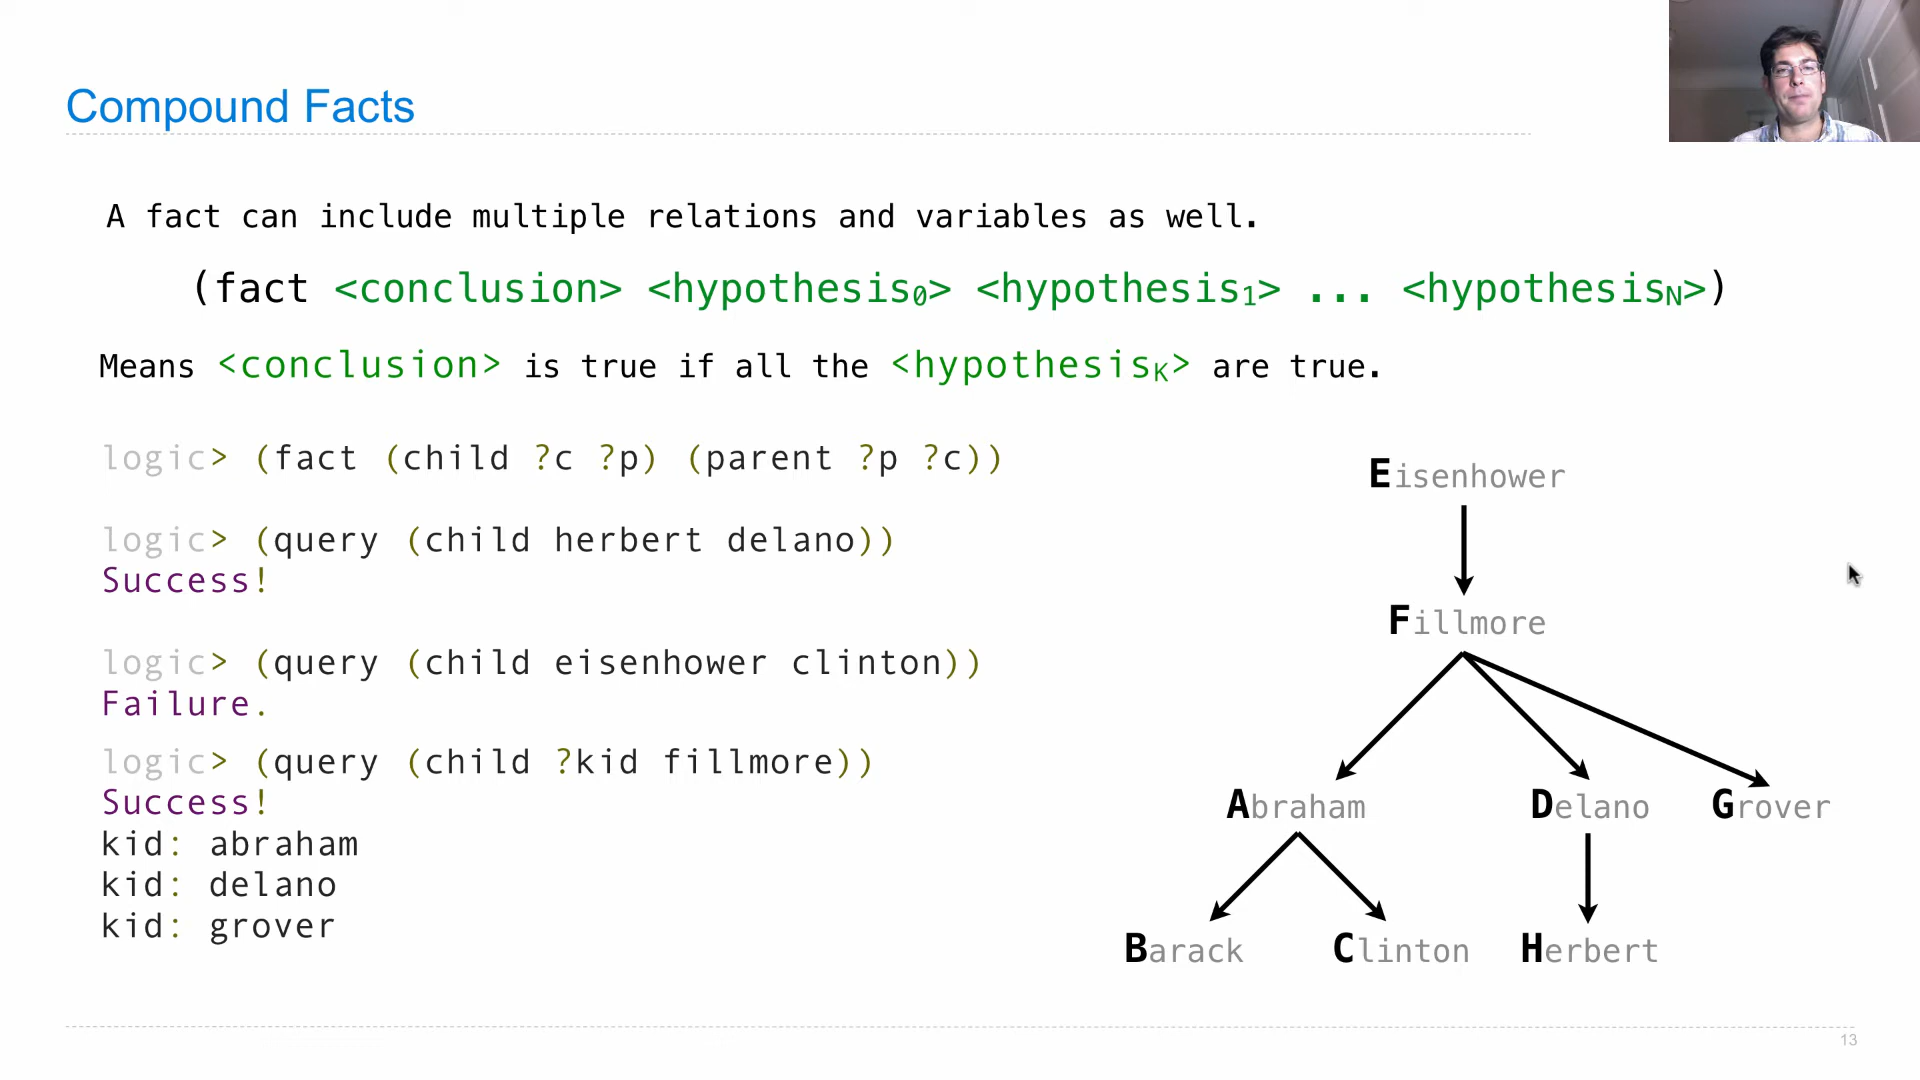 Compound Facts
A fact can include multiple relations and variables as well.
(fact <conclusion> <hypothesis0> <hypothesis1> ... <hypothesisN>)
Means <conclusion> is true if all the <hypothesisK> are true.
logic> (fact (child ?c ?p) (parent ?p ?c))
logic> (query (child herbert delano))
Success!
logic> (query (child eisenhower clinton))
Failure.
logic> (query (child ?kid fillmore))
Success!
kid: abraham
kid: delano
kid: grover
Eisenhower
Fillmore
Abraham Delano Grover
Barack Clinton Herbert
13